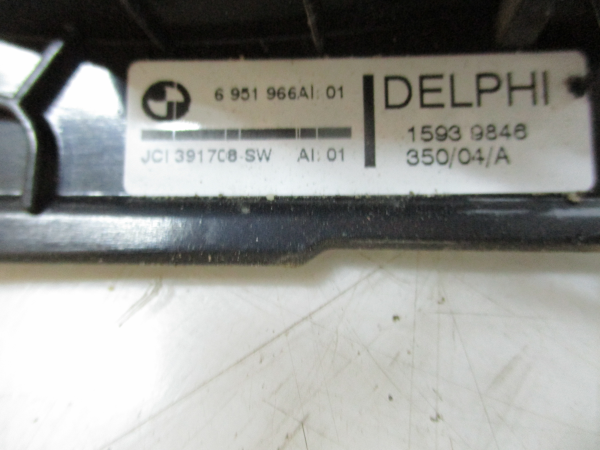 6 951 966AI: 01
JCI 391708-SW AI: 01
DELPHI
1593 9846
350/04/A